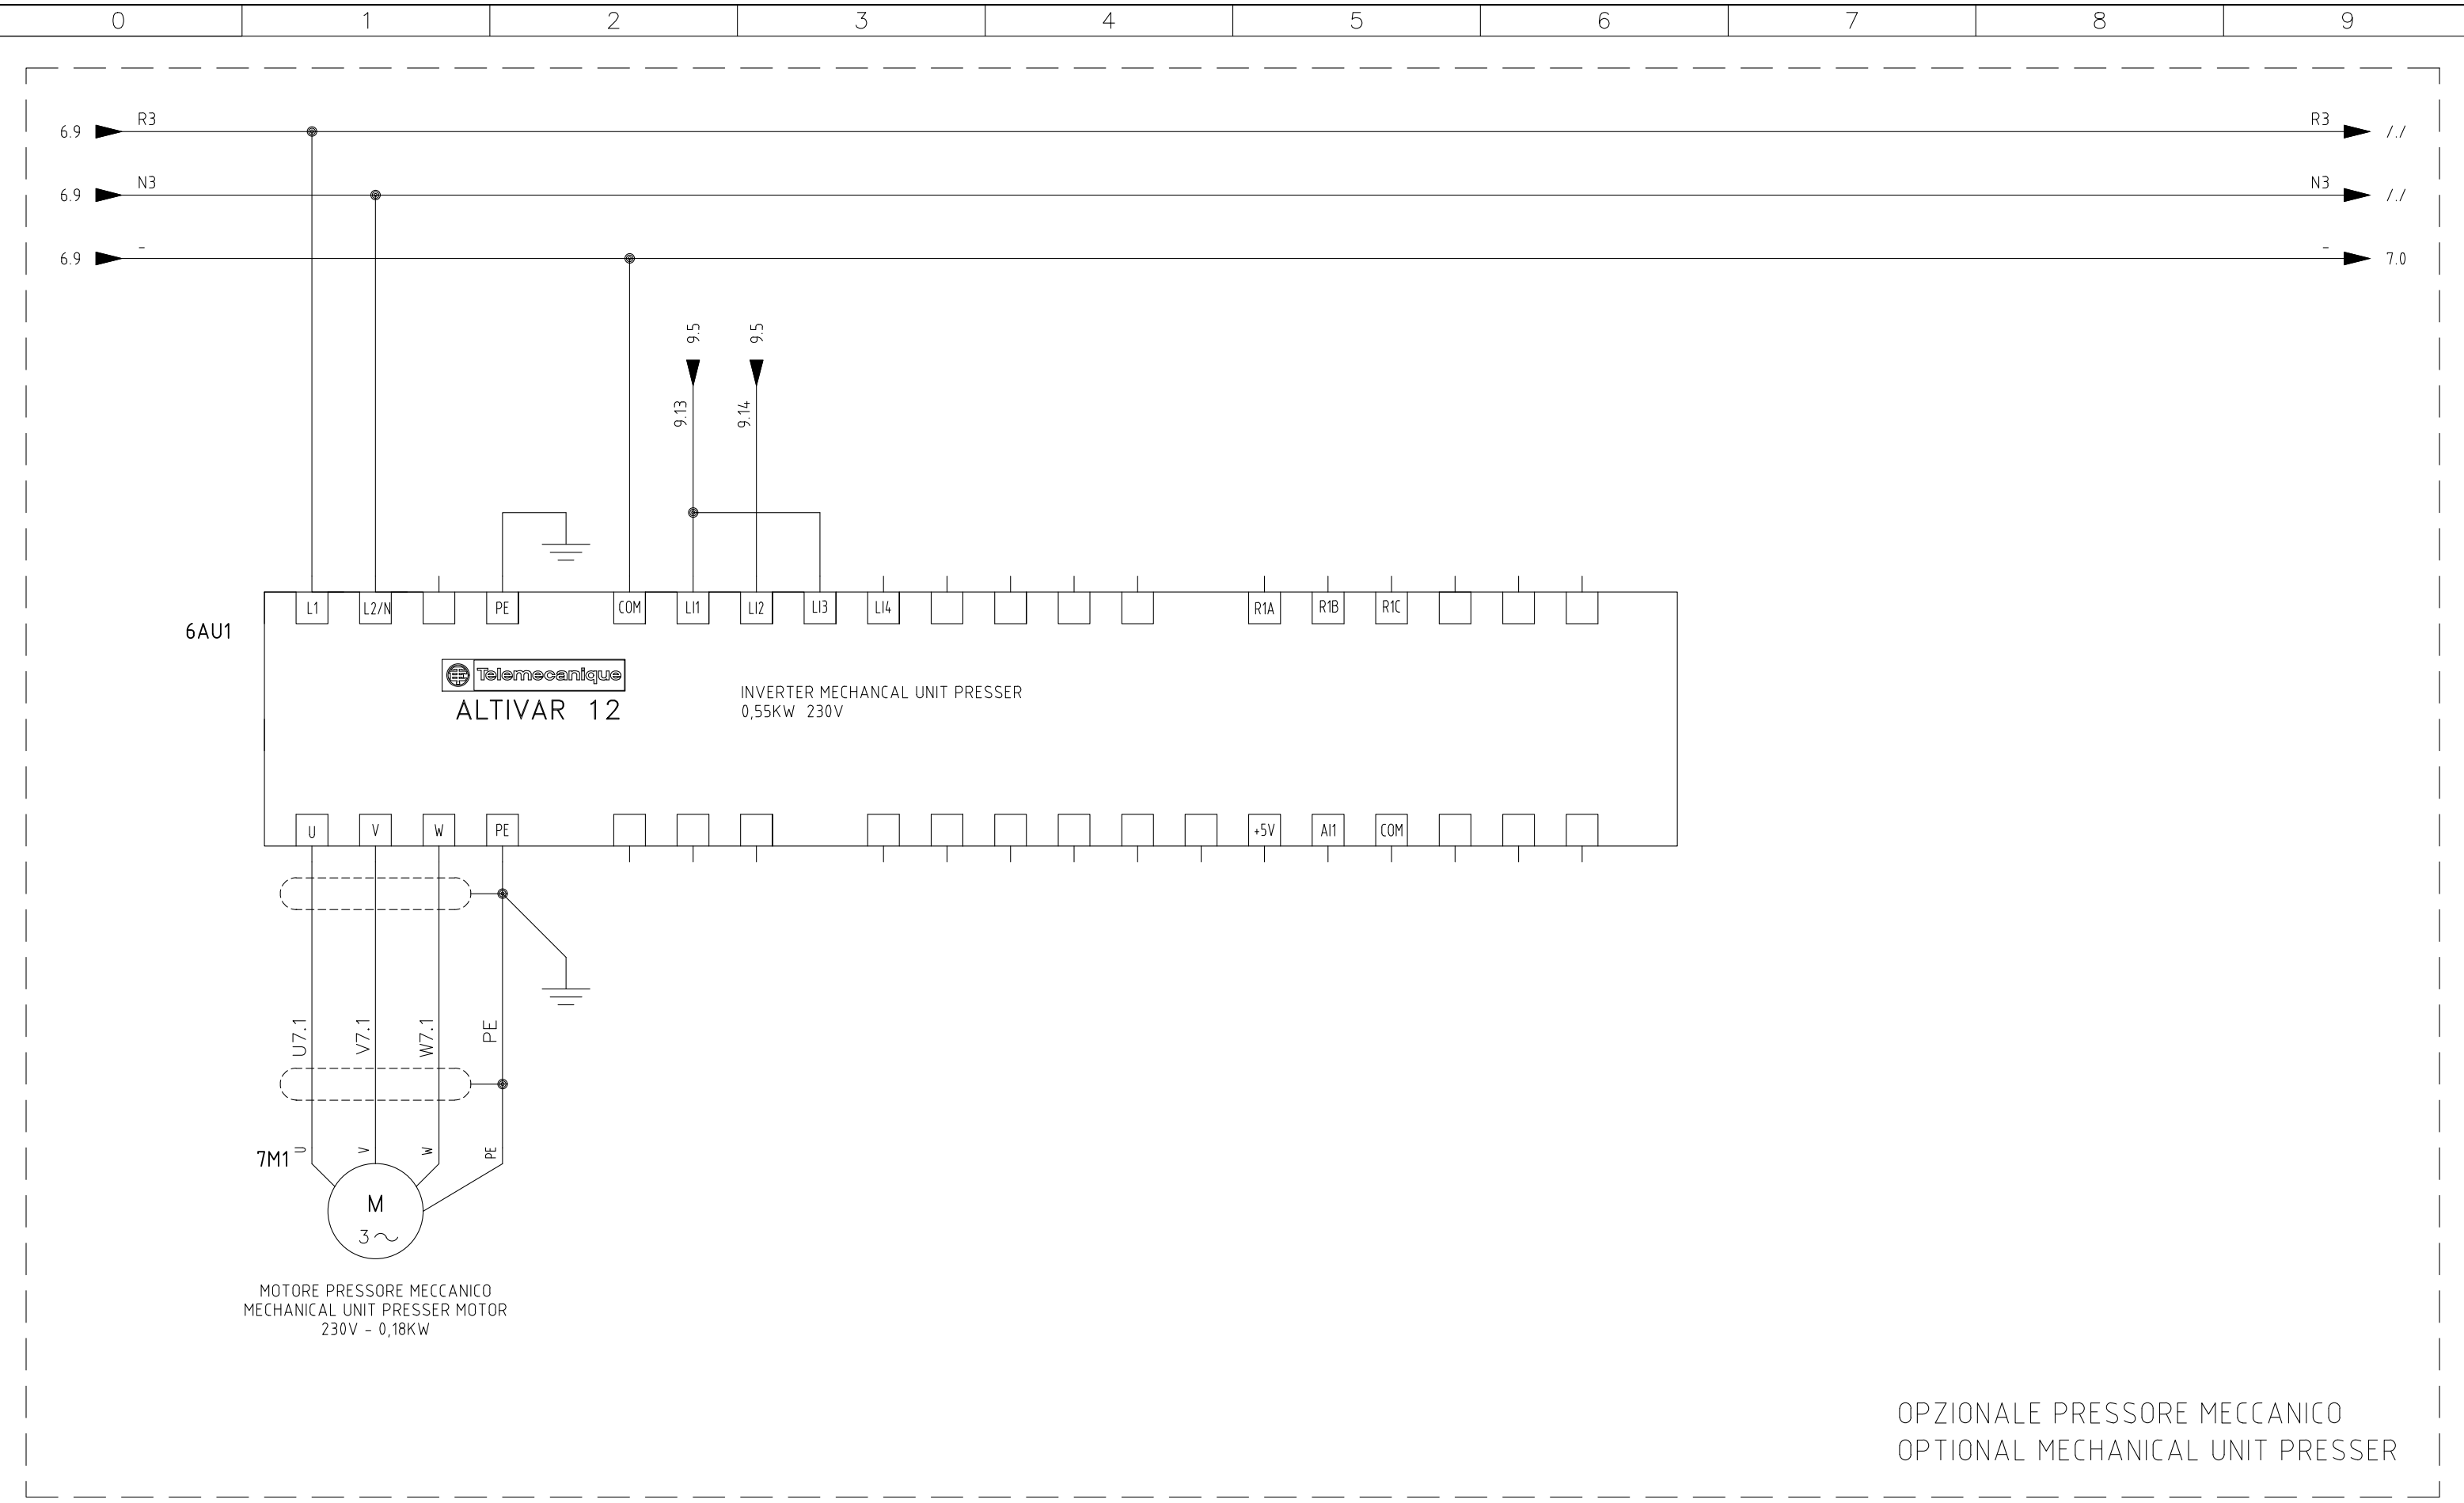 0 1 2 3 4 5 6 7 8 9
6.9 R3 R3 /./
6.9 N3 N3 /./
6.9 - - 7.0
9.5 9.5
9.13 9.14
L1 L2/N PE COM LI1 LI2 LI3 LI4 R1A R1B R1C
6AU1
Telemecanique
ALTIVAR 12
INVERTER MECHANCAL UNIT PRESSER
0,55KW 230V
U V W PE +5V AI1 COM
U7.1 V7.1 W7.1 PE
7M1 U V W PE
M
3~
MOTORE PRESSORE MECCANICO
MECHANICAL UNIT PRESSER MOTOR
230V - 0,18KW
OPZIONALE PRESSORE MECCANICO
OPTIONAL MECHANICAL UNIT PRESSER